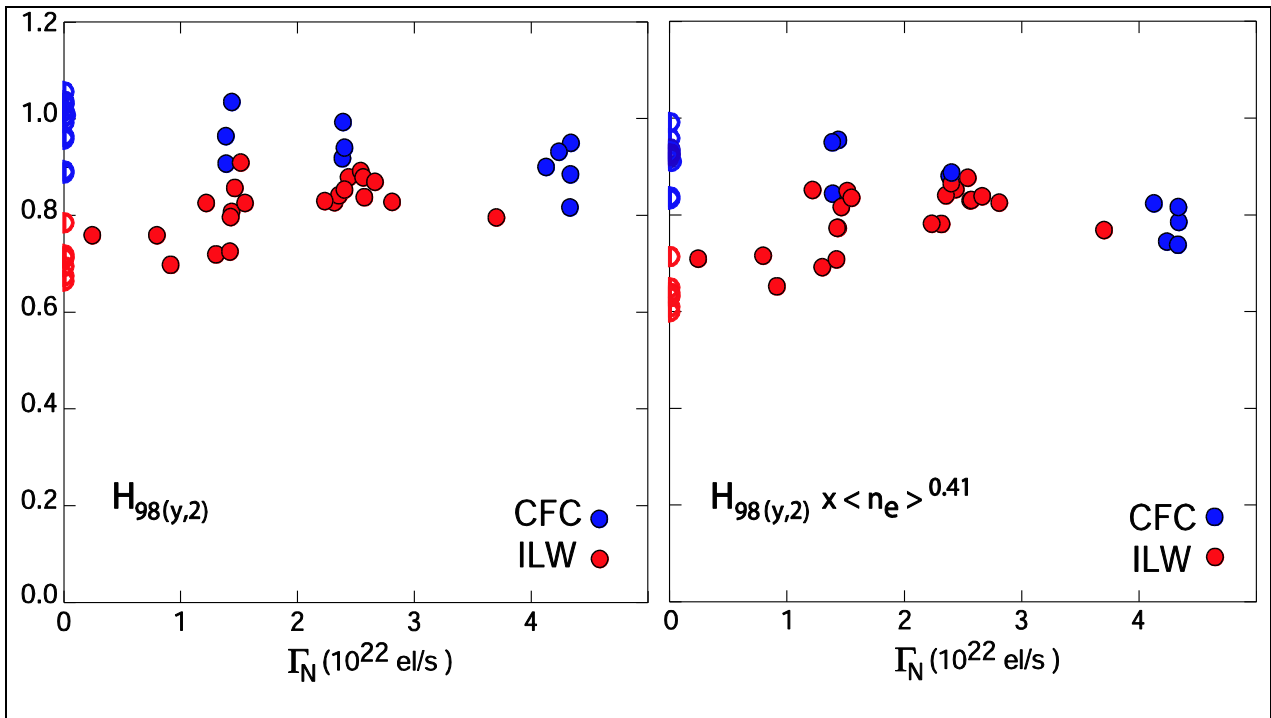 1.2
1.0
0.8
0.6
0.4
0.2
0.0
H98(y,2)
CFC
ILW
0 1 2 3 4
ΓN (10²² el/s )
H98(y,2) x < ne > 0.41
CFC
ILW
0 1 2 3 4
ΓN (10²² el/s )